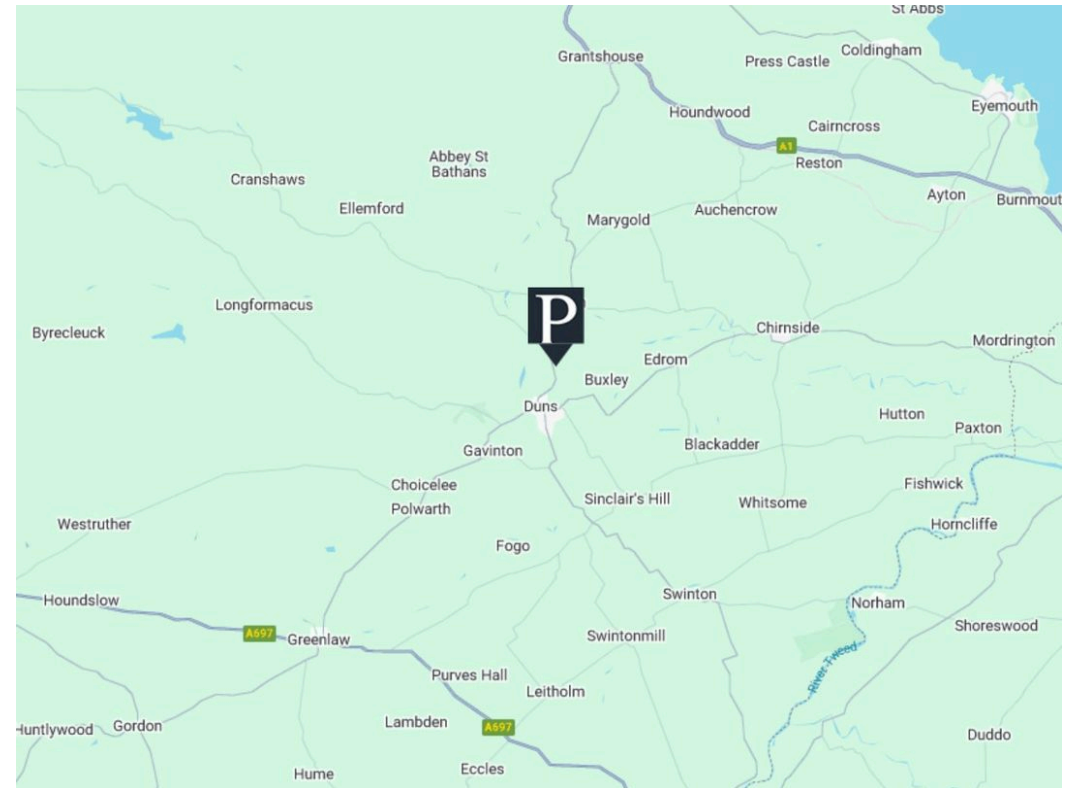 St Abbs
Grantshouse
Coldingham
Press Castle
Eyemouth
Houndwood
Cairncross
A1
Reston
Abbey St
Bathans
Cranshaws
Ellemford
Ayton
Burnmout
Auchencrow
Marygold
Longformacus
P
Byrecleuck
Chirnside
Mordrington
Edrom
Buxley
Duns
Hutton
Paxton
Blackadder
Gavinton
Choicelee
Fishwick
Sinclair's Hill
Whitsome
Polwarth
Westruther
Horncliffe
Fogo
Swinton
Houndslow
Norham
A697
Greenlaw
Swintonmill
Shoreswood
River Tweed
Purves Hall
Leitholm
Huntlywood
Gordon
Lambden
A697
Duddo
Hume
Eccles